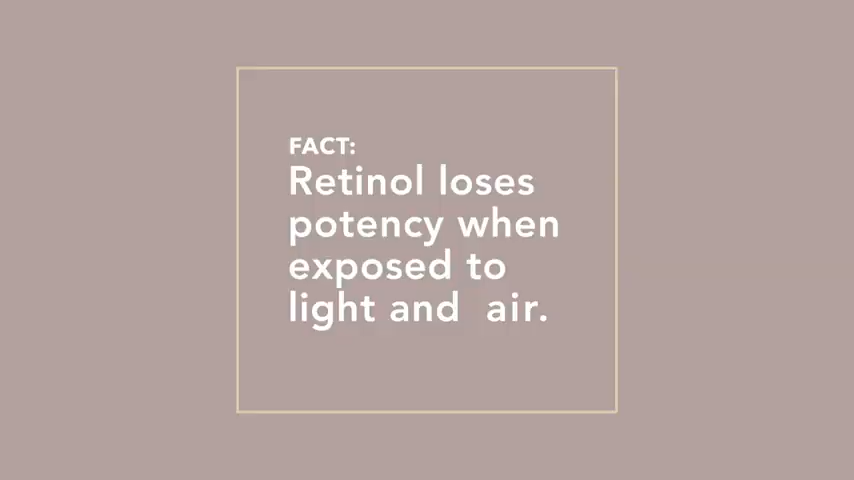 FACT:
Retinol loses
potency when
exposed to
light and  air.